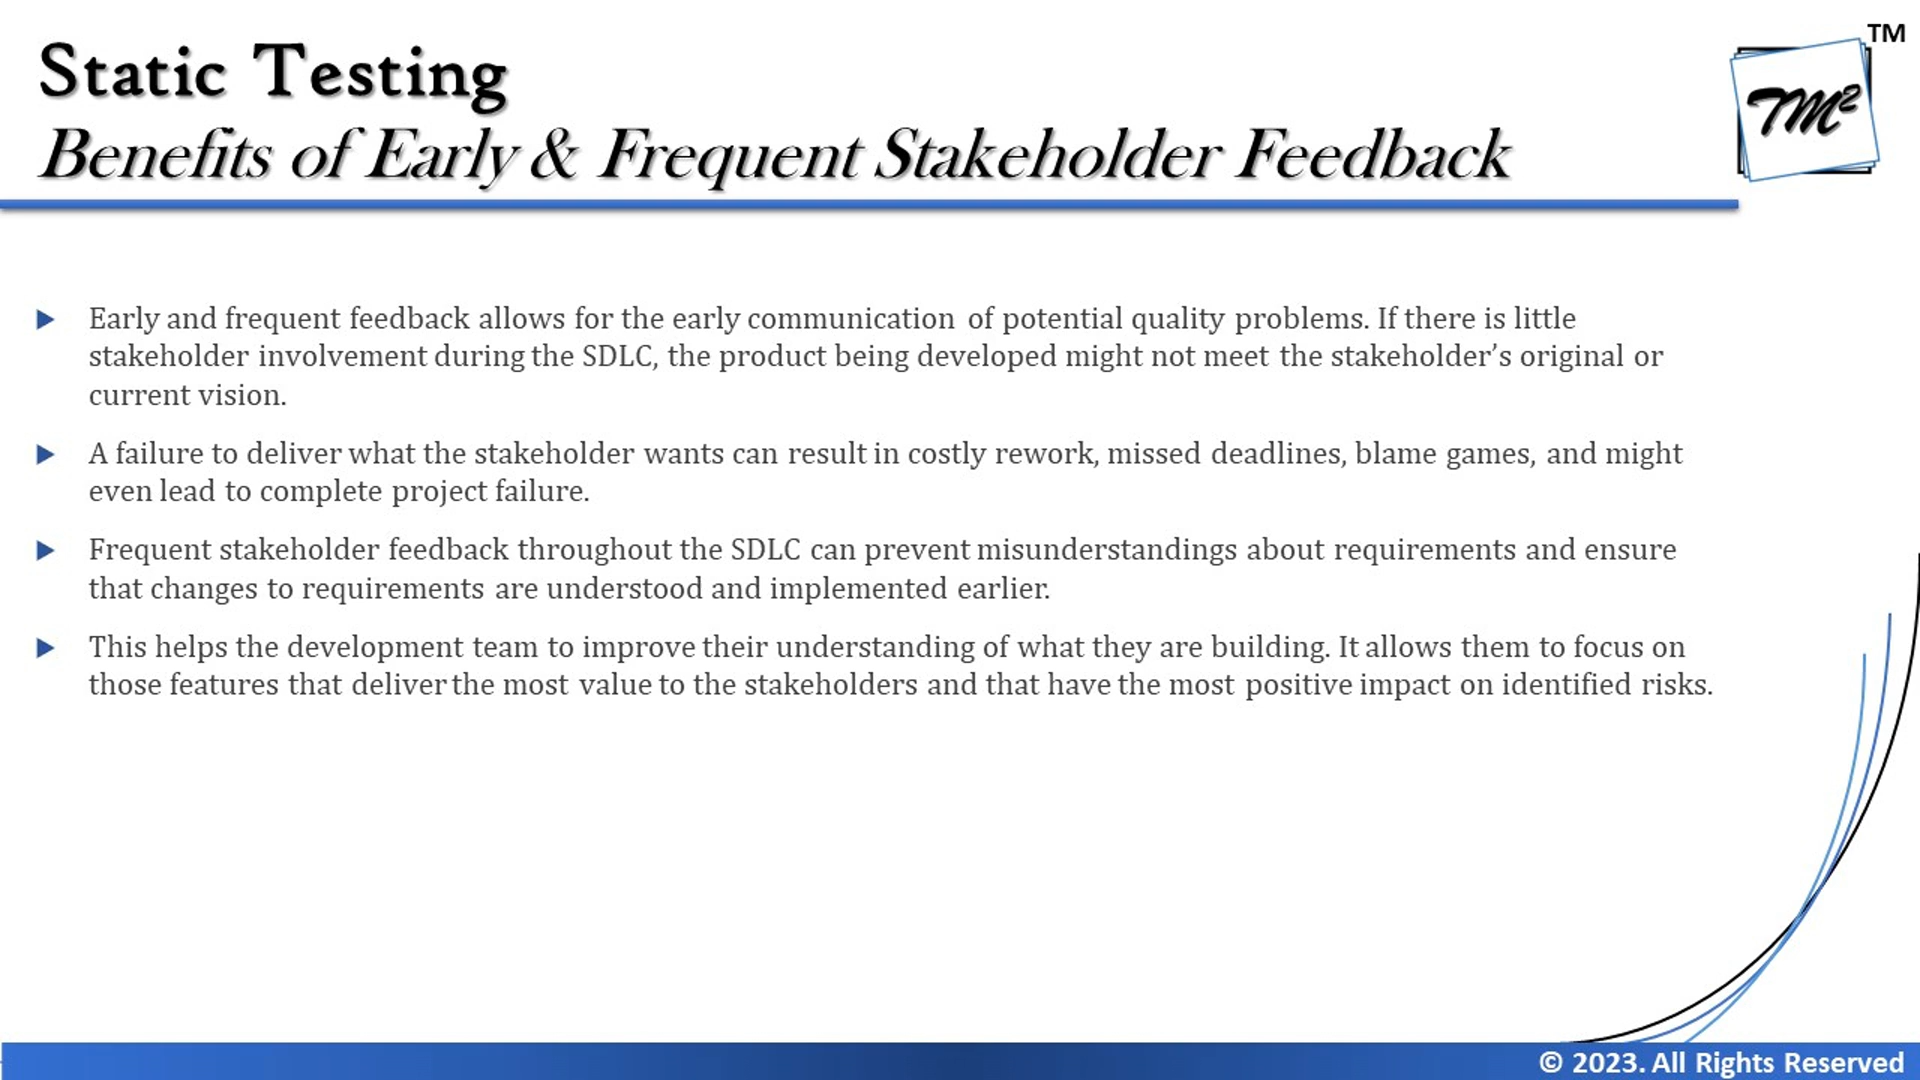 Static Testing
TM
TM²
Benefits of Early & Frequent Stakeholder Feedback
Early and frequent feedback allows for the early communication of potential quality problems. If there is little
stakeholder involvement during the SDLC, the product being developed might not meet the stakeholder’s original or
current vision.
A failure to deliver what the stakeholder wants can result in costly rework, missed deadlines, blame games, and might
even lead to complete project failure.
Frequent stakeholder feedback throughout the SDLC can prevent misunderstandings about requirements and ensure
that changes to requirements are understood and implemented earlier.
This helps the development team to improve their understanding of what they are building. It allows them to focus on
those features that deliver the most value to the stakeholders and that have the most positive impact on identified risks.
© 2023. All Rights Reserved